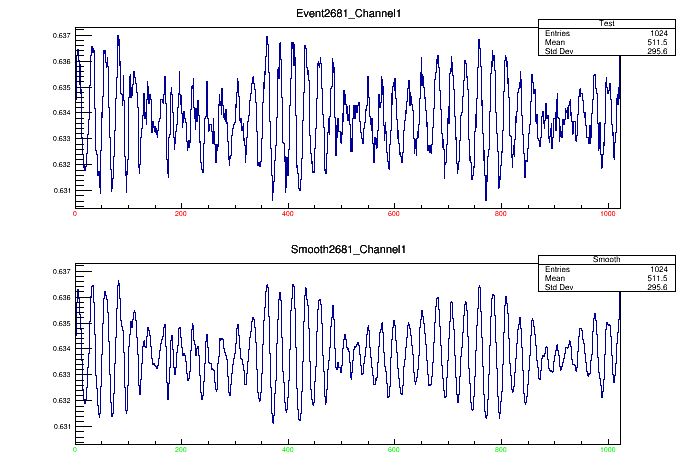 Event2681_Channel1
Test
Entries 1024
Mean 511.5
Std Dev 295.6
0.637
0.636
0.635
0.634
0.633
0.632
0.631
0 200 400 600 800 1000
Smooth2681_Channel1
Smooth
Entries 1024
Mean 511.5
Std Dev 295.6
0.637
0.636
0.635
0.634
0.633
0.632
0.631
0 200 400 600 800 1000